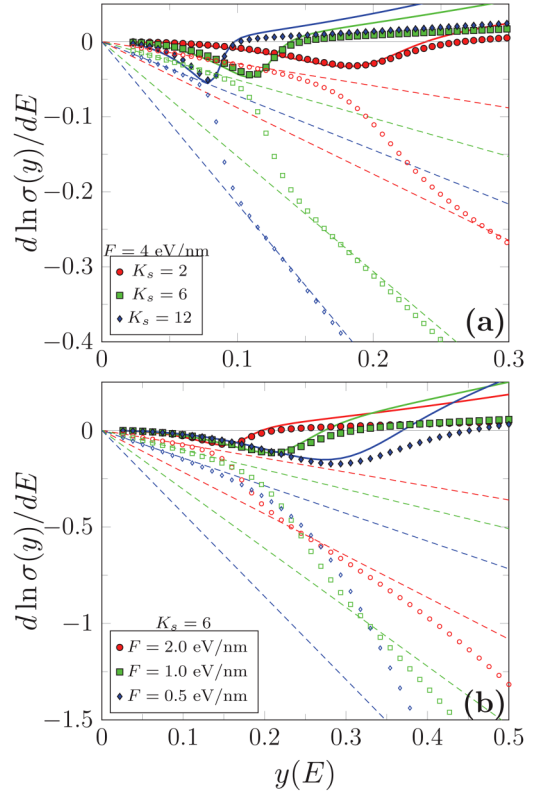 d ln σ(y)/dE
0
−0.1
−0.2
−0.3
−0.4
F = 4 eV/nm
K_s = 2
K_s = 6
K_s = 12
(a)
0 0.1 0.2 0.3
d ln σ(y)/dE
0
−0.5
−1
−1.5
K_s = 6
F = 2.0 eV/nm
F = 1.0 eV/nm
F = 0.5 eV/nm
(b)
0 0.1 0.2 0.3 0.4 0.5
y(E)